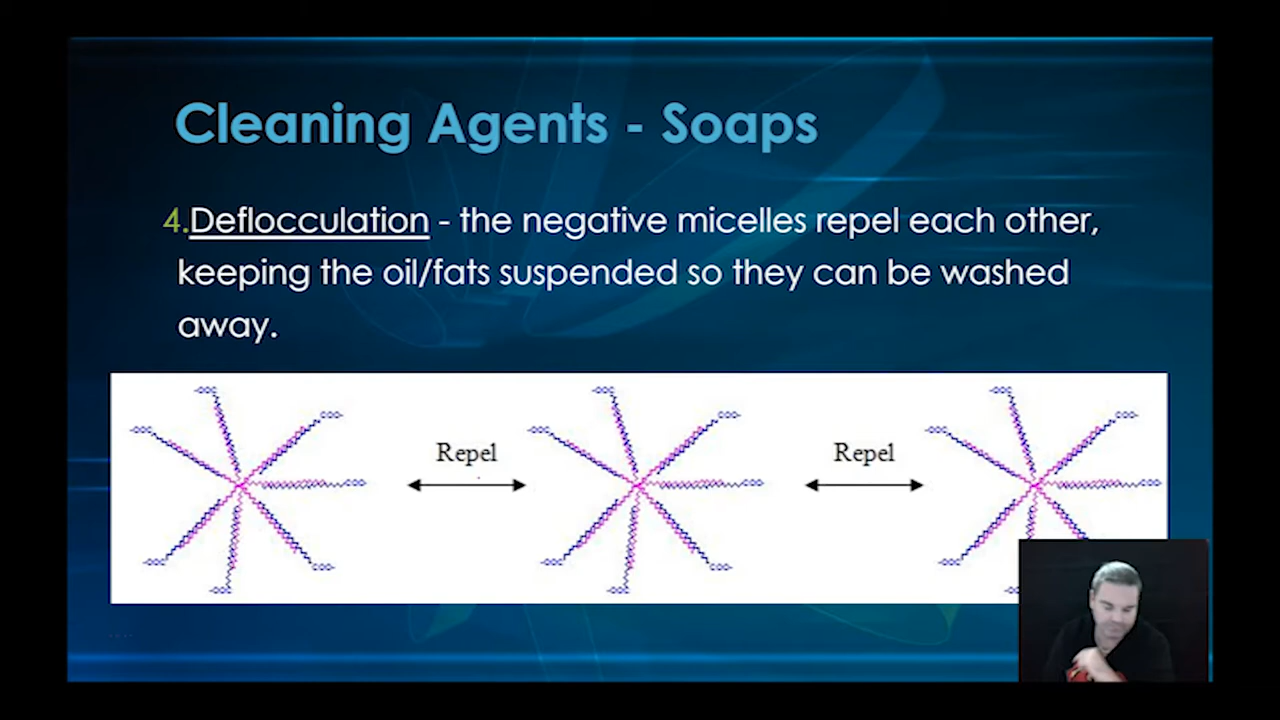 Cleaning Agents - Soaps
4.Deflocculation - the negative micelles repel each other,
keeping the oil/fats suspended so they can be washed
away.
Repel
Repel